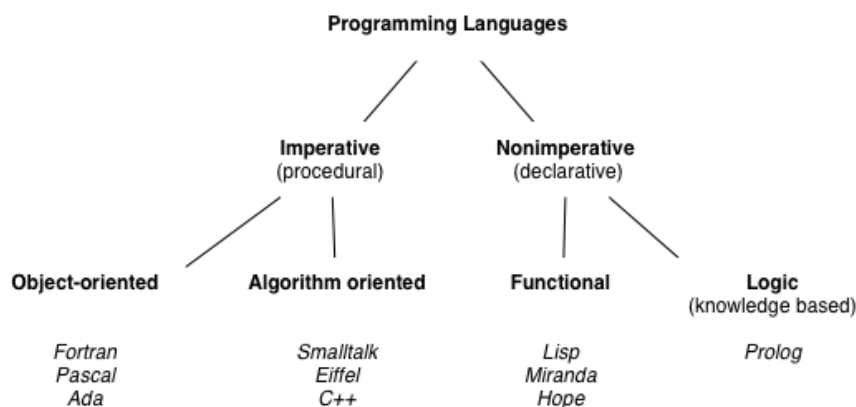 Programming Languages
Imperative
(procedural)
Nonimperative
(declarative)
Object-oriented
Algorithm oriented
Functional
Logic
(knowledge based)
Fortran
Pascal
Ada
Smalltalk
Eiffel
C++
Lisp
Miranda
Hope
Prolog